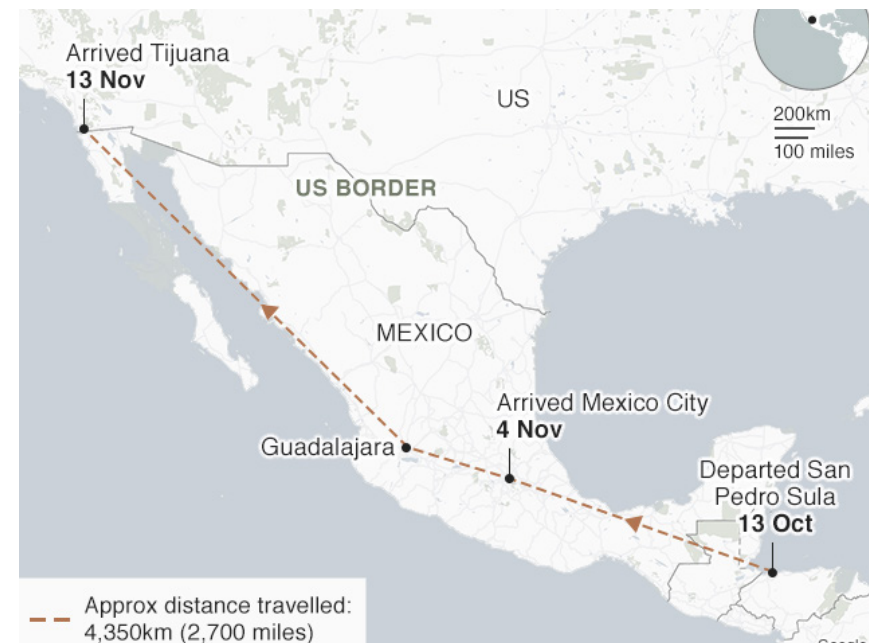 Arrived Tijuana
13 Nov
US
200km
100 miles
US BORDER
MEXICO
Arrived Mexico City
4 Nov
Guadalajara
Departed San
Pedro Sula
13 Oct
Approx distance travelled:
4,350km (2,700 miles)
Google